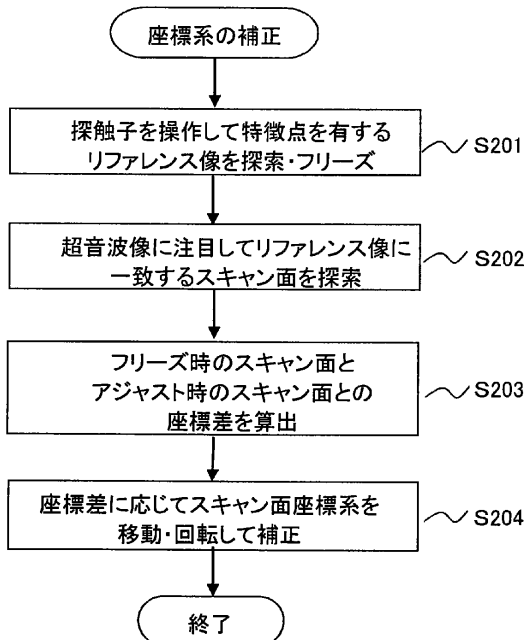 座標系の補正
探触子を操作して特徴点を有する
リファレンス像を探索・フリーズ
S201
超音波像に注目してリファレンス像に
一致するスキャン面を探索
S202
フリーズ時のスキャン面と
アジャスト時のスキャン面との
座標差を算出
S203
座標差に応じてスキャン面座標系を
移動・回転して補正
S204
終了